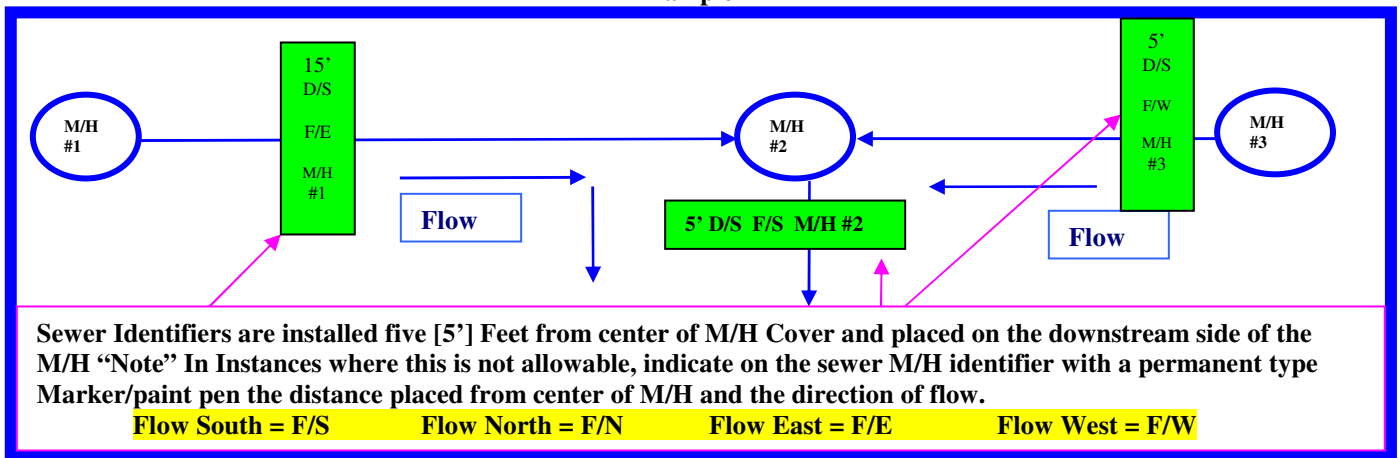 15’
D/S
F/E
M/H
#1
5’
D/S
F/W
M/H
#3
M/H
#1
M/H
#2
M/H
#3
Flow
5’ D/S F/S M/H #2
Flow
Sewer Identifiers are installed five [5’] Feet from center of M/H Cover and placed on the downstream side of the
M/H “Note” In Instances where this is not allowable, indicate on the sewer M/H identifier with a permanent type
Marker/paint pen the distance placed from center of M/H and the direction of flow.
Flow South = F/S Flow North = F/N Flow East = F/E Flow West = F/W